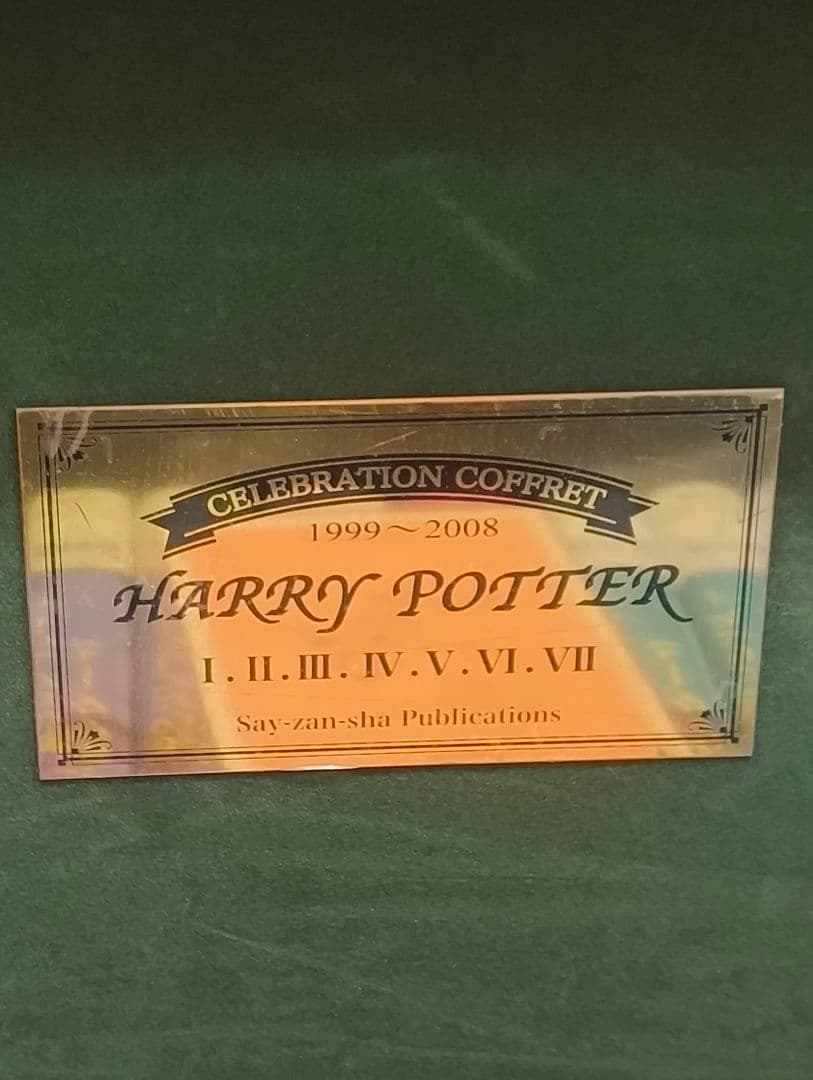 CELEBRATION COFFRET
1999～2008
HARRY POTTER
I.II.III.IV.V.VI.VII
Say-zan-sha Publications